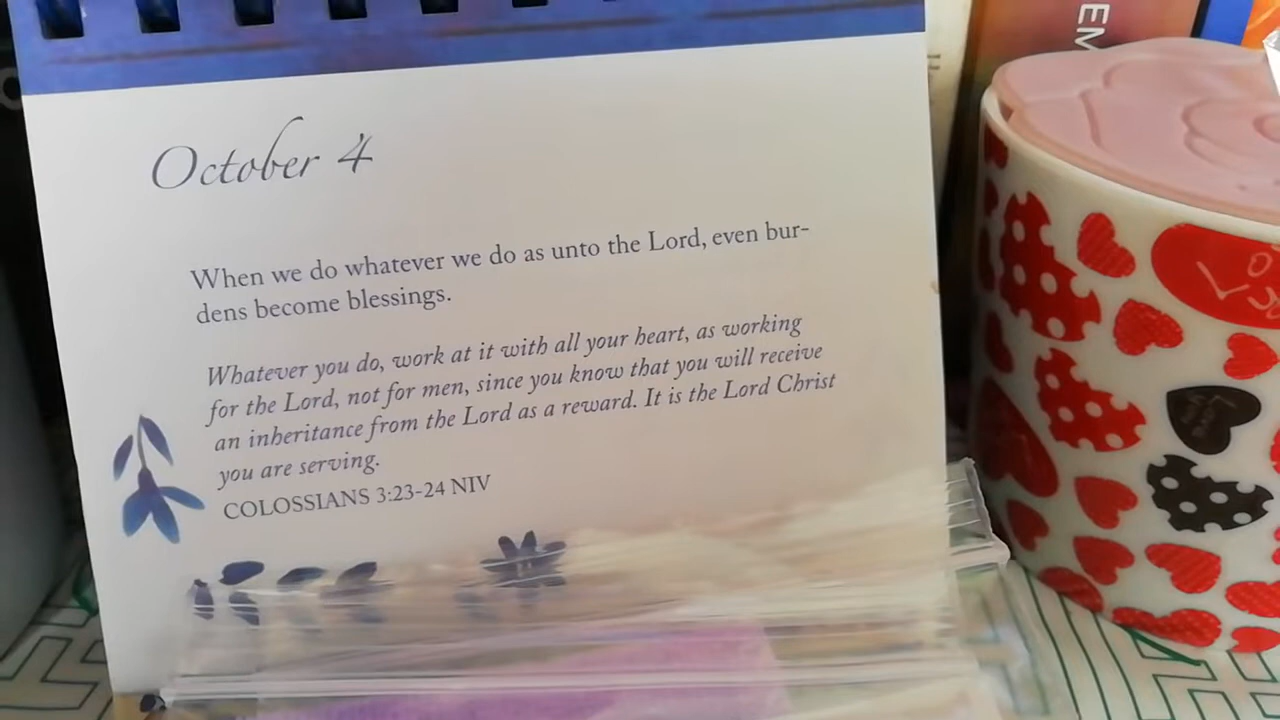 October 4
When we do whatever we do as unto the Lord, even bur-
dens become blessings.
Whatever you do, work at it with all your heart, as working
for the Lord, not for men, since you know that you will receive
an inheritance from the Lord as a reward. It is the Lord Christ
you are serving.
COLOSSIANS 3:23-24 NIV
EM